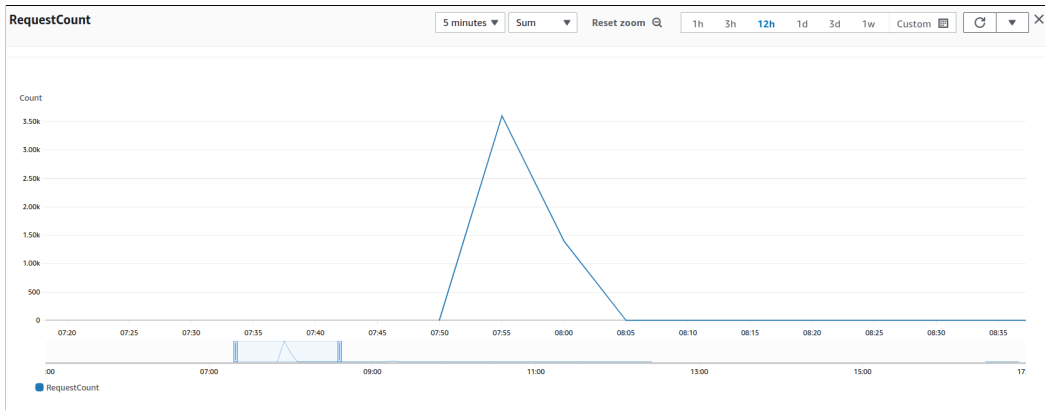 RequestCount 5 minutes Sum Reset zoom 1h 3h 12h 1d 3d 1w Custom
Count
3.50k
3.00k
2.50k
2.00k
1.50k
1.00k
500
0
07:20 07:25 07:30 07:35 07:40 07:45 07:50 07:55 08:00 08:05 08:10 08:15 08:20 08:25 08:30 08:35
:00 07:00 09:00 11:00 13:00 15:00 17:
RequestCount